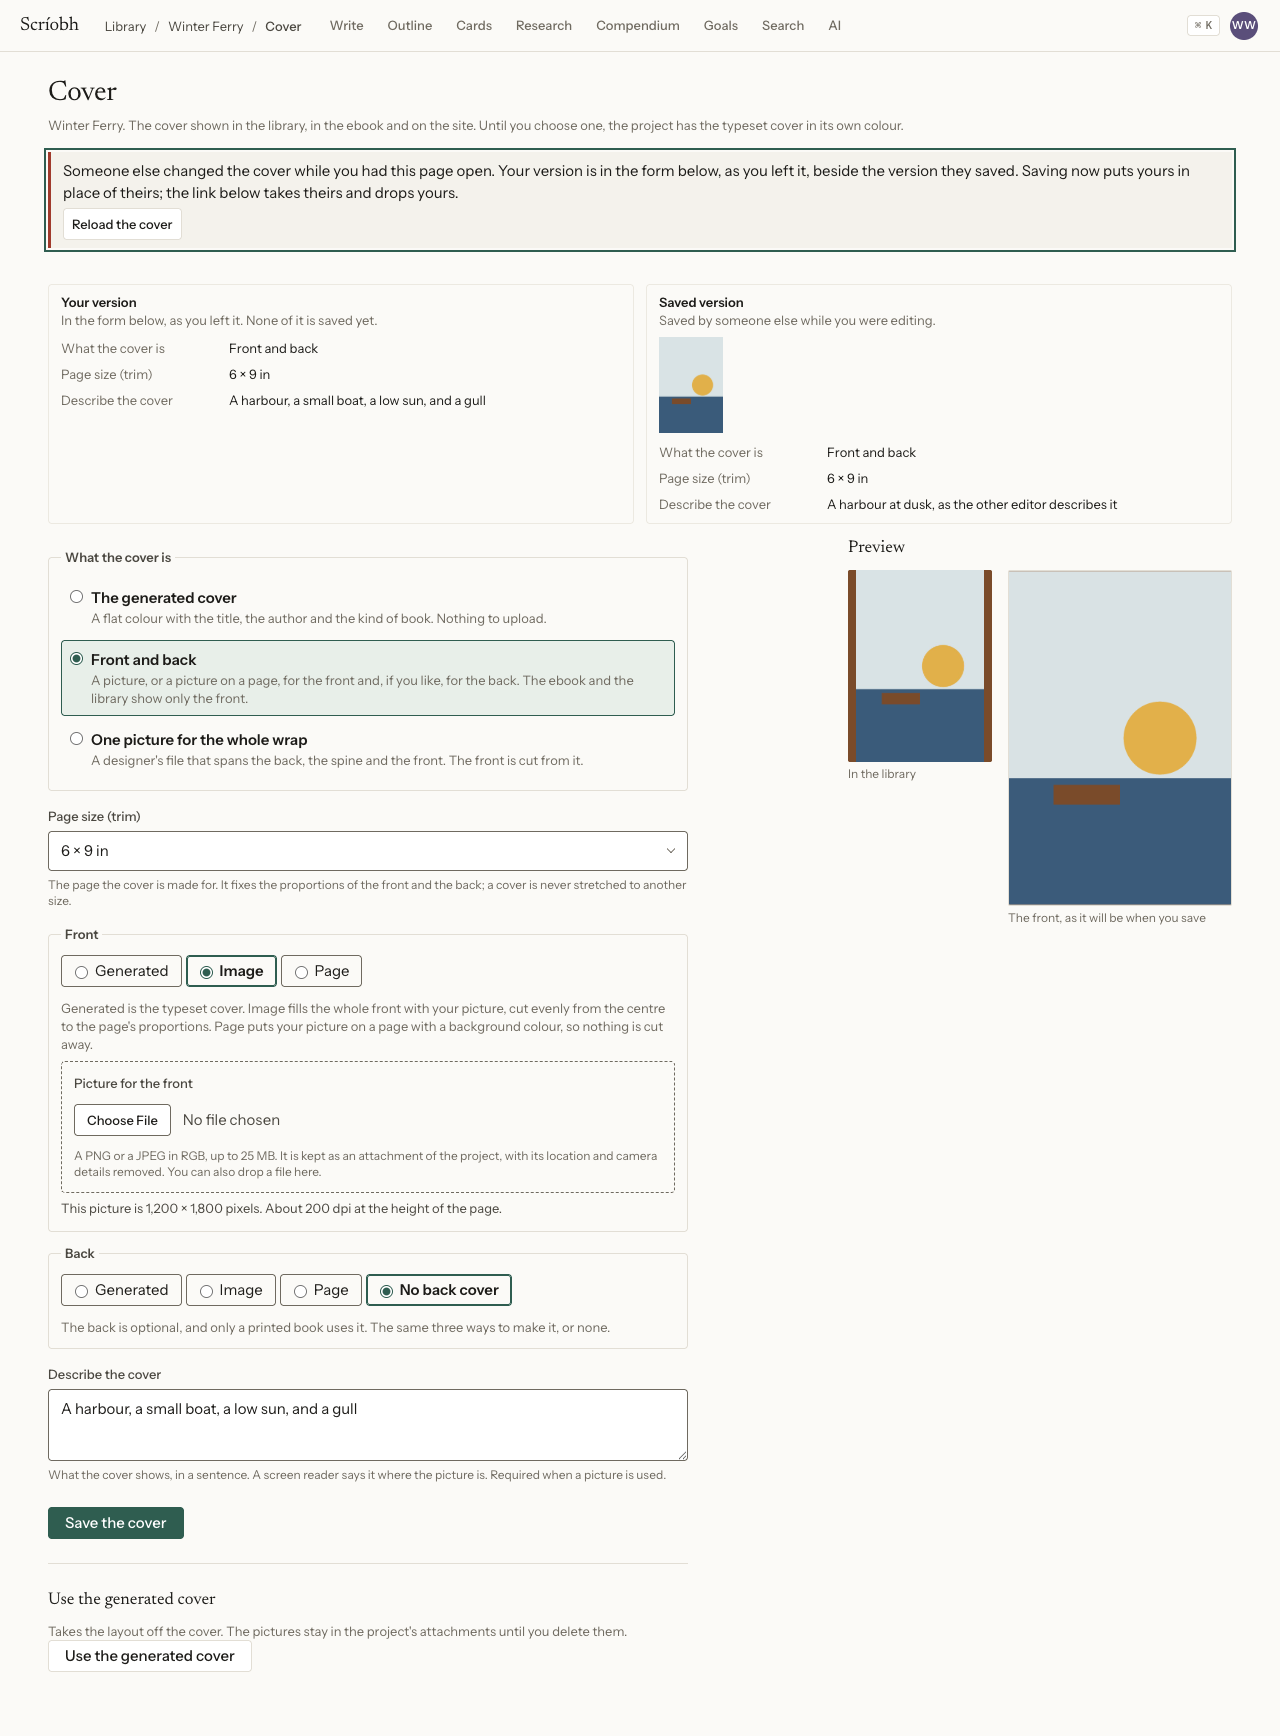 Scríobh
Library / Winter Ferry / Cover
Write Outline Cards Research Compendium Goals Search AI
⌘ K
WW
Cover
Winter Ferry. The cover shown in the library, in the ebook and on the site. Until you choose one, the project has the typeset cover in its own colour.
Someone else changed the cover while you had this page open. Your version is in the form below, as you left it, beside the version they saved. Saving now puts yours in
place of theirs; the link below takes theirs and drops yours.
Reload the cover
Your version
In the form below, as you left it. None of it is saved yet.
What the cover is Front and back
Page size (trim) 6 × 9 in
Describe the cover A harbour, a small boat, a low sun, and a gull
Saved version
Saved by someone else while you were editing.
What the cover is Front and back
Page size (trim) 6 × 9 in
Describe the cover A harbour at dusk, as the other editor describes it
What the cover is
The generated cover
A flat colour with the title, the author and the kind of book. Nothing to upload.
Front and back
A picture, or a picture on a page, for the front and, if you like, for the back. The ebook and the
library show only the front.
One picture for the whole wrap
A designer's file that spans the back, the spine and the front. The front is cut from it.
Page size (trim)
6 × 9 in
The page the cover is made for. It fixes the proportions of the front and the back; a cover is never stretched to another
size.
Front
Generated Image Page
Generated is the typeset cover. Image fills the whole front with your picture, cut evenly from the centre
to the page's proportions. Page puts your picture on a page with a background colour, so nothing is cut
away.
Picture for the front
Choose File No file chosen
A PNG or a JPEG in RGB, up to 25 MB. It is kept as an attachment of the project, with its location and camera
details removed. You can also drop a file here.
This picture is 1,200 × 1,800 pixels. About 200 dpi at the height of the page.
Back
Generated Image Page No back cover
The back is optional, and only a printed book uses it. The same three ways to make it, or none.
Describe the cover
A harbour, a small boat, a low sun, and a gull
What the cover shows, in a sentence. A screen reader says it where the picture is. Required when a picture is used.
Save the cover
Use the generated cover
Takes the layout off the cover. The pictures stay in the project's attachments until you delete them.
Use the generated cover
Preview
In the library
The front, as it will be when you save